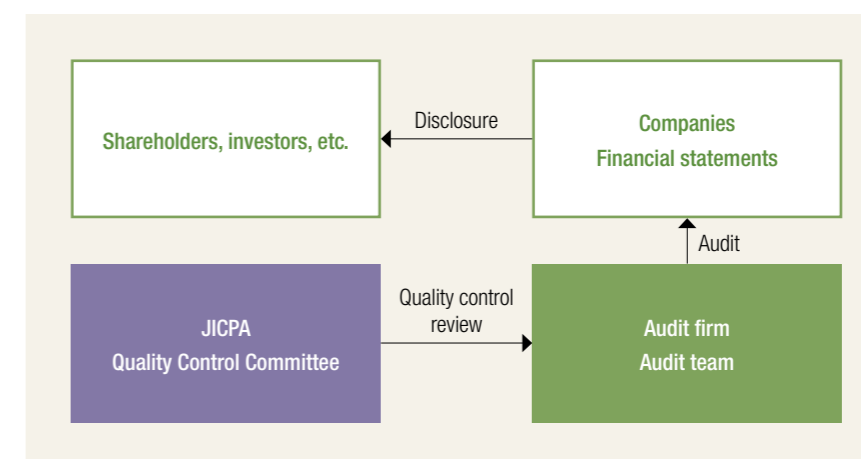 Shareholders, investors, etc.
Disclosure
Companies
Financial statements
Audit
JICPA
Quality Control Committee
Quality control
review
Audit firm
Audit team